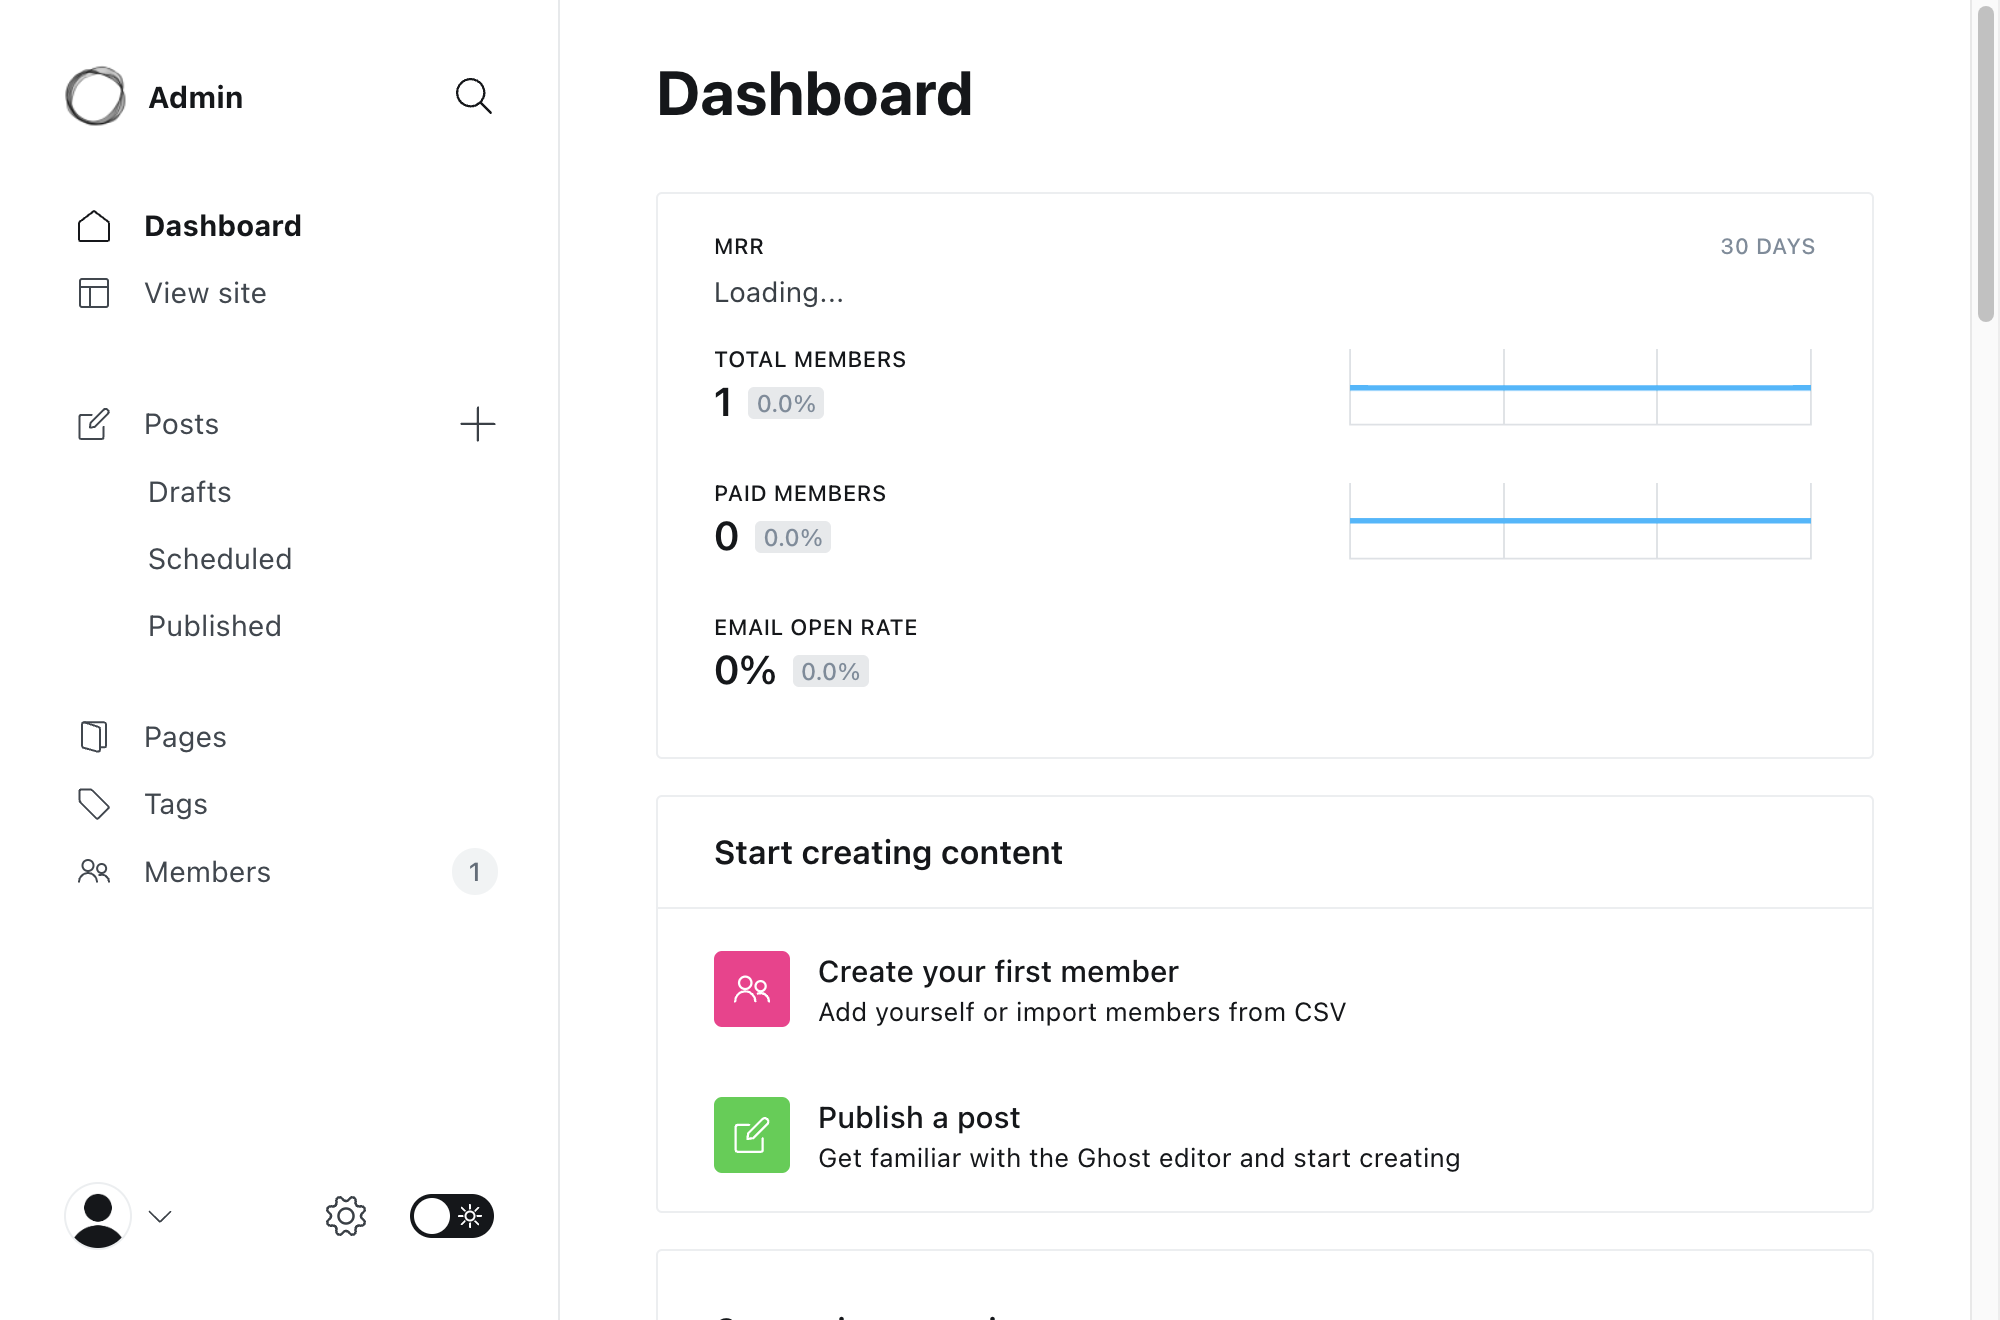 Admin
Dashboard
View site
Posts
Drafts
Scheduled
Published
Pages
Tags
Members
1
Dashboard
MRR
30 DAYS
Loading...
TOTAL MEMBERS
1 0.0%
PAID MEMBERS
0 0.0%
EMAIL OPEN RATE
0% 0.0%
Start creating content
Create your first member
Add yourself or import members from CSV
Publish a post
Get familiar with the Ghost editor and start creating